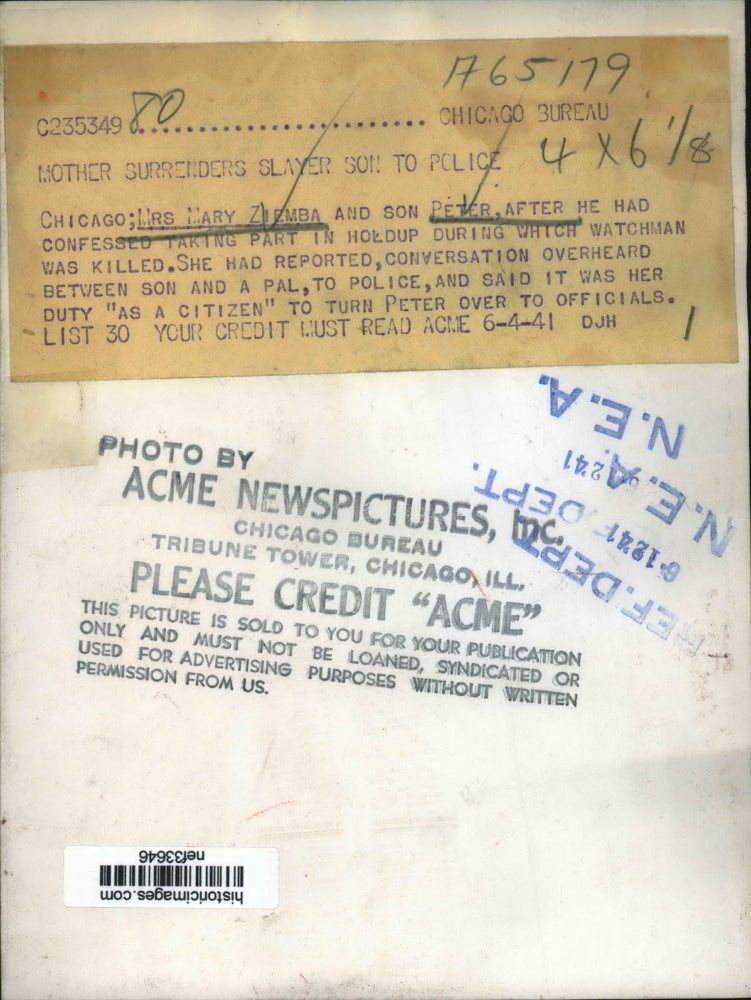 A65179
C235349 80.............................. CHICAGO BUREAU
4 X 6 1/8
MOTHER SURRENDERS SLAYER SON TO POLICE
CHICAGO;MRS MARY ZIEMBA AND SON PETER,AFTER HE HAD
CONFESSED TAKING PART IN HOLDUP DURING WHICH WATCHMAN
WAS KILLED.SHE HAD REPORTED,CONVERSATION OVERHEARD
BETWEEN SON AND A PAL,TO POLICE,AND SAID IT WAS HER
DUTY "AS A CITIZEN" TO TURN PETER OVER TO OFFICIALS.
LIST 30 YOUR CREDIT MUST READ ACME 6-4-41 DJH
PHOTO BY
ACME NEWSPICTURES, Inc.
CHICAGO BUREAU
TRIBUNE TOWER, CHICAGO, ILL.
PLEASE CREDIT "ACME"
THIS PICTURE IS SOLD TO YOU FOR YOUR PUBLICATION
ONLY AND MUST NOT BE LOANED, SYNDICATED OR
USED FOR ADVERTISING PURPOSES WITHOUT WRITTEN
PERMISSION FROM US.
N.E.A.
DEPT.
N.E.A.
6-1241
REF. DEPT.
historicimages.com
nef33646